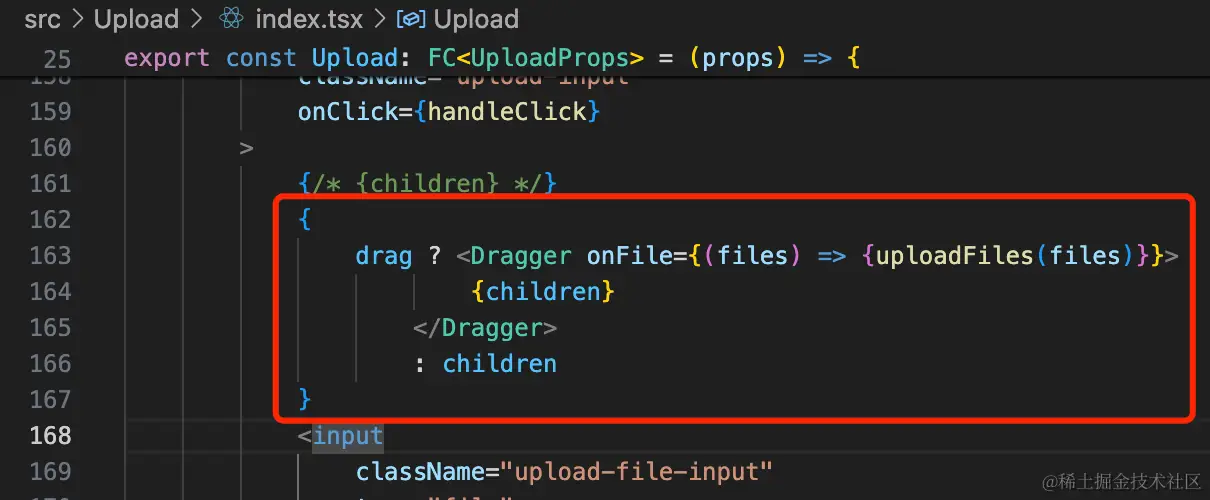 src > Upload > index.tsx > Upload
25 export const Upload: FC<UploadProps> = (props) => {
158 className="upload-input"
159 onClick={handleClick}
160 >
161 {/* {children} */}
162 {
163 drag ? <Dragger onFile={(files) => {uploadFiles(files)}}>
164 {children}
165 </Dragger>
166 : children
167 }
168 <input
169 className="upload-file-input"
170 type="file"
@稀土掘金技术社区